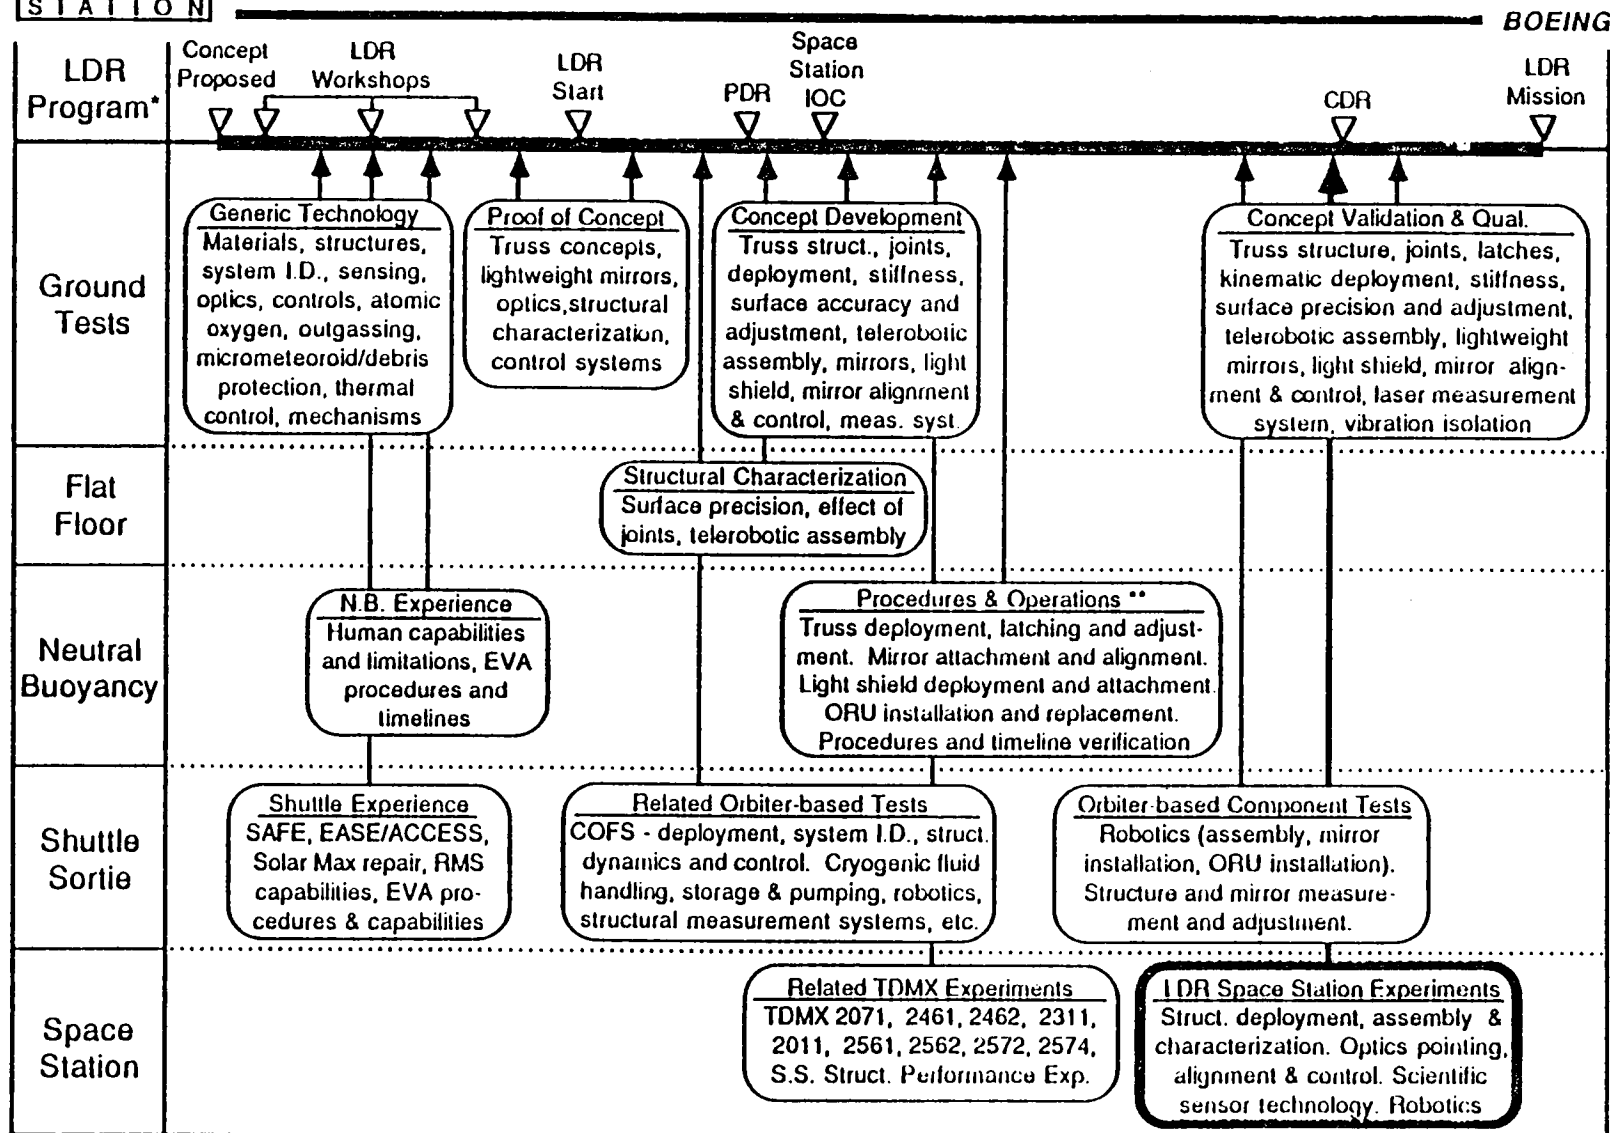 STATION
BOEING
LDR
Program*
Concept
Proposed
LDR
Workshops
LDR
Start
PDR
Space
Station
IOC
CDR
LDR
Mission
Ground
Tests
Generic Technology
Materials, structures,
system I.D., sensing,
optics, controls, atomic
oxygen, outgassing,
micrometeoroid/debris
protection, thermal
control, mechanisms
Proof of Concept
Truss concepts,
lightweight mirrors,
optics,structural
characterization,
control systems
Concept Development
Truss struct., joints,
deployment, stiffness,
surface accuracy and
adjustment, telerobotic
assembly, mirrors, light
shield, mirror alignment
& control, meas. syst.
Concept Validation & Qual.
Truss structure, joints, latches,
kinematic deployment, stiffness,
surface precision and adjustment,
telerobotic assembly, lightweight
mirrors, light shield, mirror align-
ment & control, laser measurement
system, vibration isolation
Flat
Floor
Structural Characterization
Surface precision, effect of
joints, telerobotic assembly
Neutral
Buoyancy
N.B. Experience
Human capabilities
and limitations, EVA
procedures and
timelines
Procedures & Operations **
Truss deployment, latching and adjust-
ment. Mirror attachment and alignment.
Light shield deployment and attachment.
ORU installation and replacement.
Procedures and timeline verification
Shuttle
Sortie
Shuttle Experience
SAFE, EASE/ACCESS,
Solar Max repair, RMS
capabilities, EVA pro-
cedures & capabilities
Related Orbiter-based Tests
COFS - deployment, system I.D., struct.
dynamics and control. Cryogenic fluid
handling, storage & pumping, robotics,
structural measurement systems, etc.
Orbiter-based Component Tests
Robotics (assembly, mirror
installation, ORU installation).
Structure and mirror measure-
ment and adjustment.
Space
Station
Related TDMX Experiments
TDMX 2071, 2461, 2462, 2311,
2011, 2561, 2562, 2572, 2574,
S.S. Struct. Performance Exp.
LDR Space Station Experiments
Struct. deployment, assembly &
characterization. Optics pointing,
alignment & control. Scientific
sensor technology. Robotics